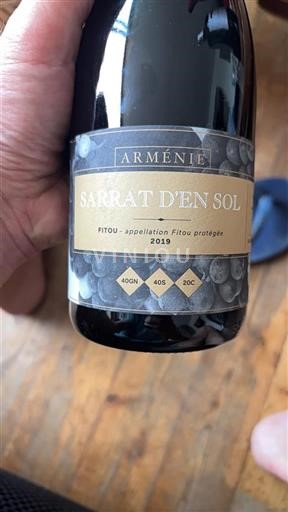 ARMÉNIE
SARRAT D'EN SOL
FITOU - appellation Fitou protégée
2019
VINIOU
40GN 40S 20C